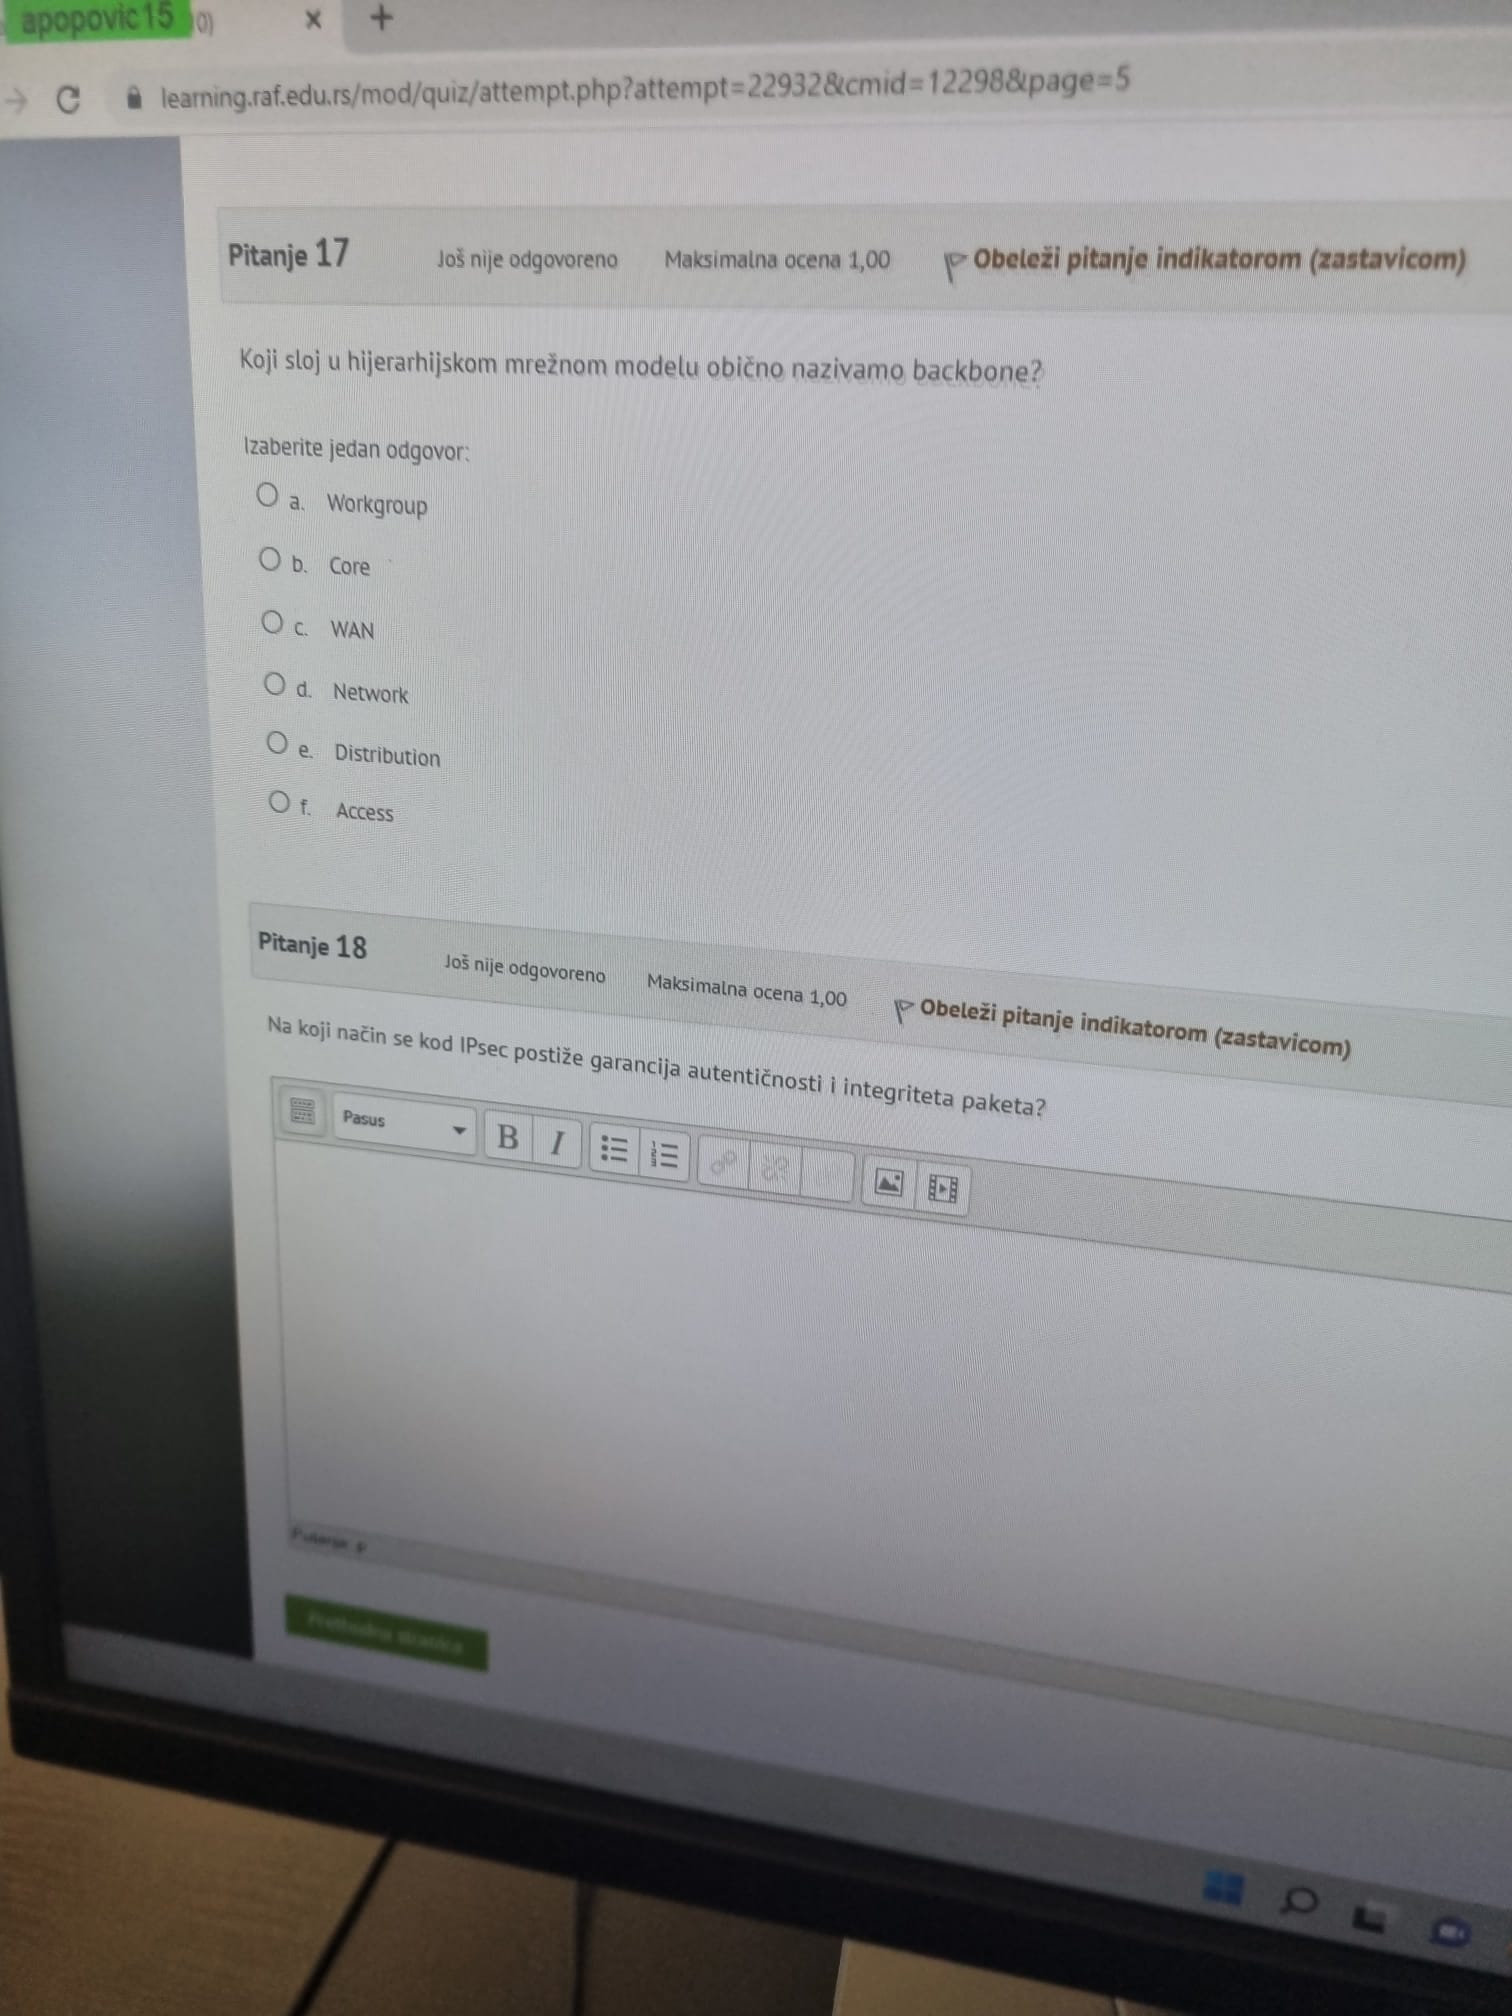 apopovic15 0)
learning.raf.edu.rs/mod/quiz/attempt.php?attempt=22932&cmid=12298&page=5
Pitanje 17 Još nije odgovoreno Maksimalna ocena 1,00 Obeleži pitanje indikatorom (zastavicom)
Koji sloj u hijerarhijskom mrežnom modelu obično nazivamo backbone?
Izaberite jedan odgovor:
a. Workgroup
b. Core
c. WAN
d. Network
e. Distribution
f. Access
Pitanje 18 Još nije odgovoreno Maksimalna ocena 1,00 Obeleži pitanje indikatorom (zastavicom)
Na koji način se kod IPsec postiže garancija autentičnosti i integriteta paketa?
Pasus B I
Prethodna stranica